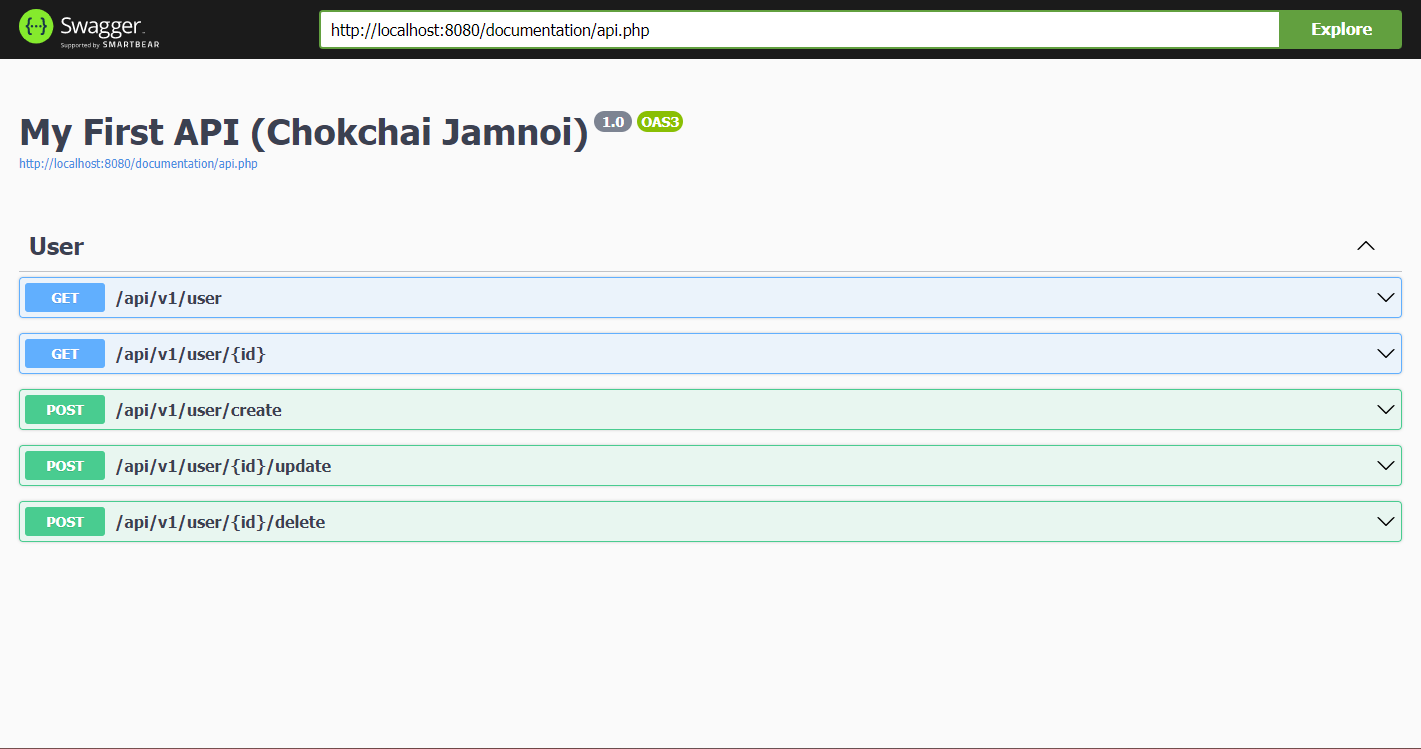 Swagger
Supported by SMARTBEAR
http://localhost:8080/documentation/api.php
Explore
My First API (Chokchai Jamnoi) 1.0 OAS3
http://localhost:8080/documentation/api.php
User
GET /api/v1/user
GET /api/v1/user/{id}
POST /api/v1/user/create
POST /api/v1/user/{id}/update
POST /api/v1/user/{id}/delete